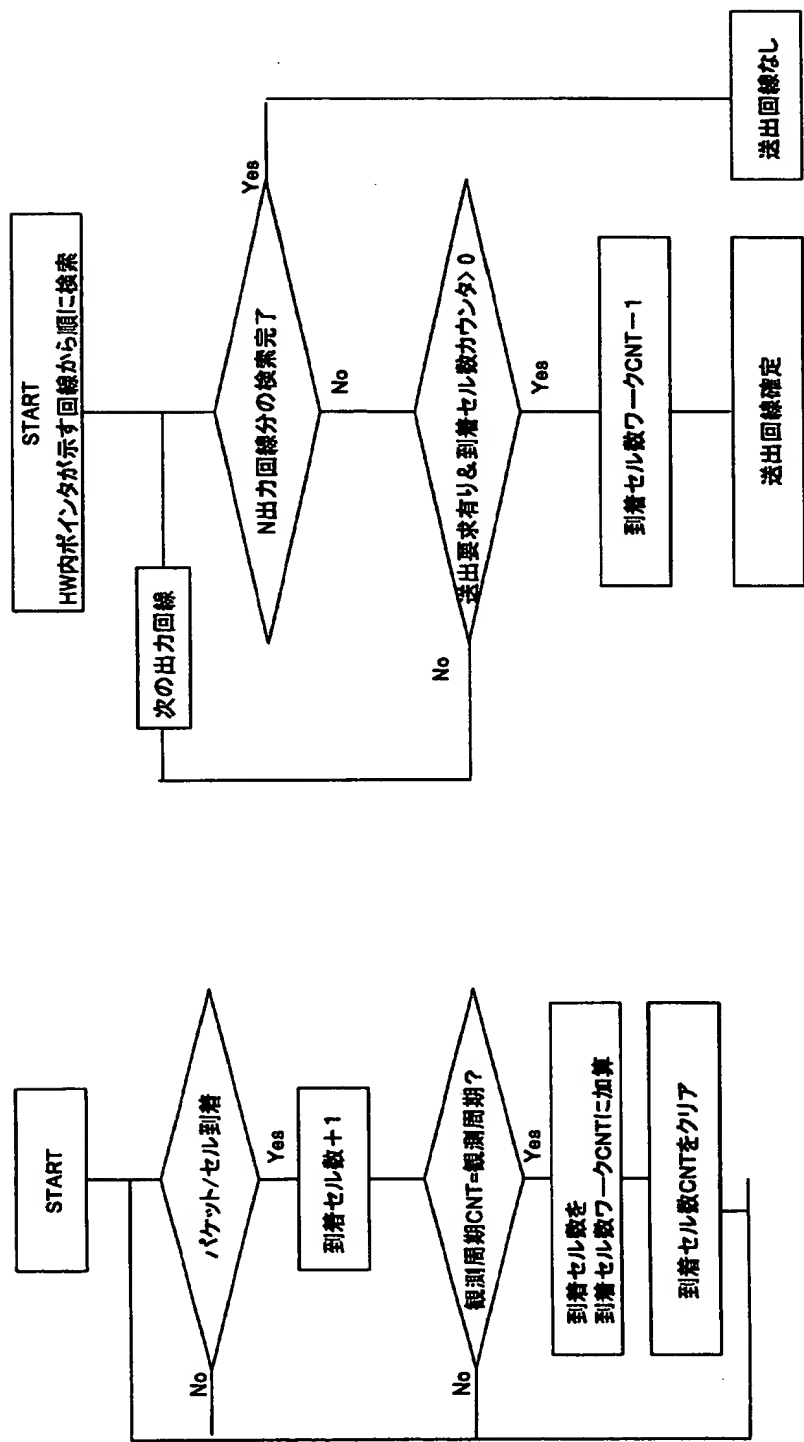 START
パケット/セル到着
No
Yes
到着セル数+1
観測周期CNT=観測周期?
No
Yes
到着セル数を
到着セル数ワークCNTに加算
到着セル数CNTをクリア
START
HW内ポインタが示す回線から順に検索
次の出力回線
N出力回線分の検索完了
Yes
No
送出要求有り&到着セル数カウンタ>0
No
Yes
到着セル数ワークCNT-1
送出回線確定
送出回線なし